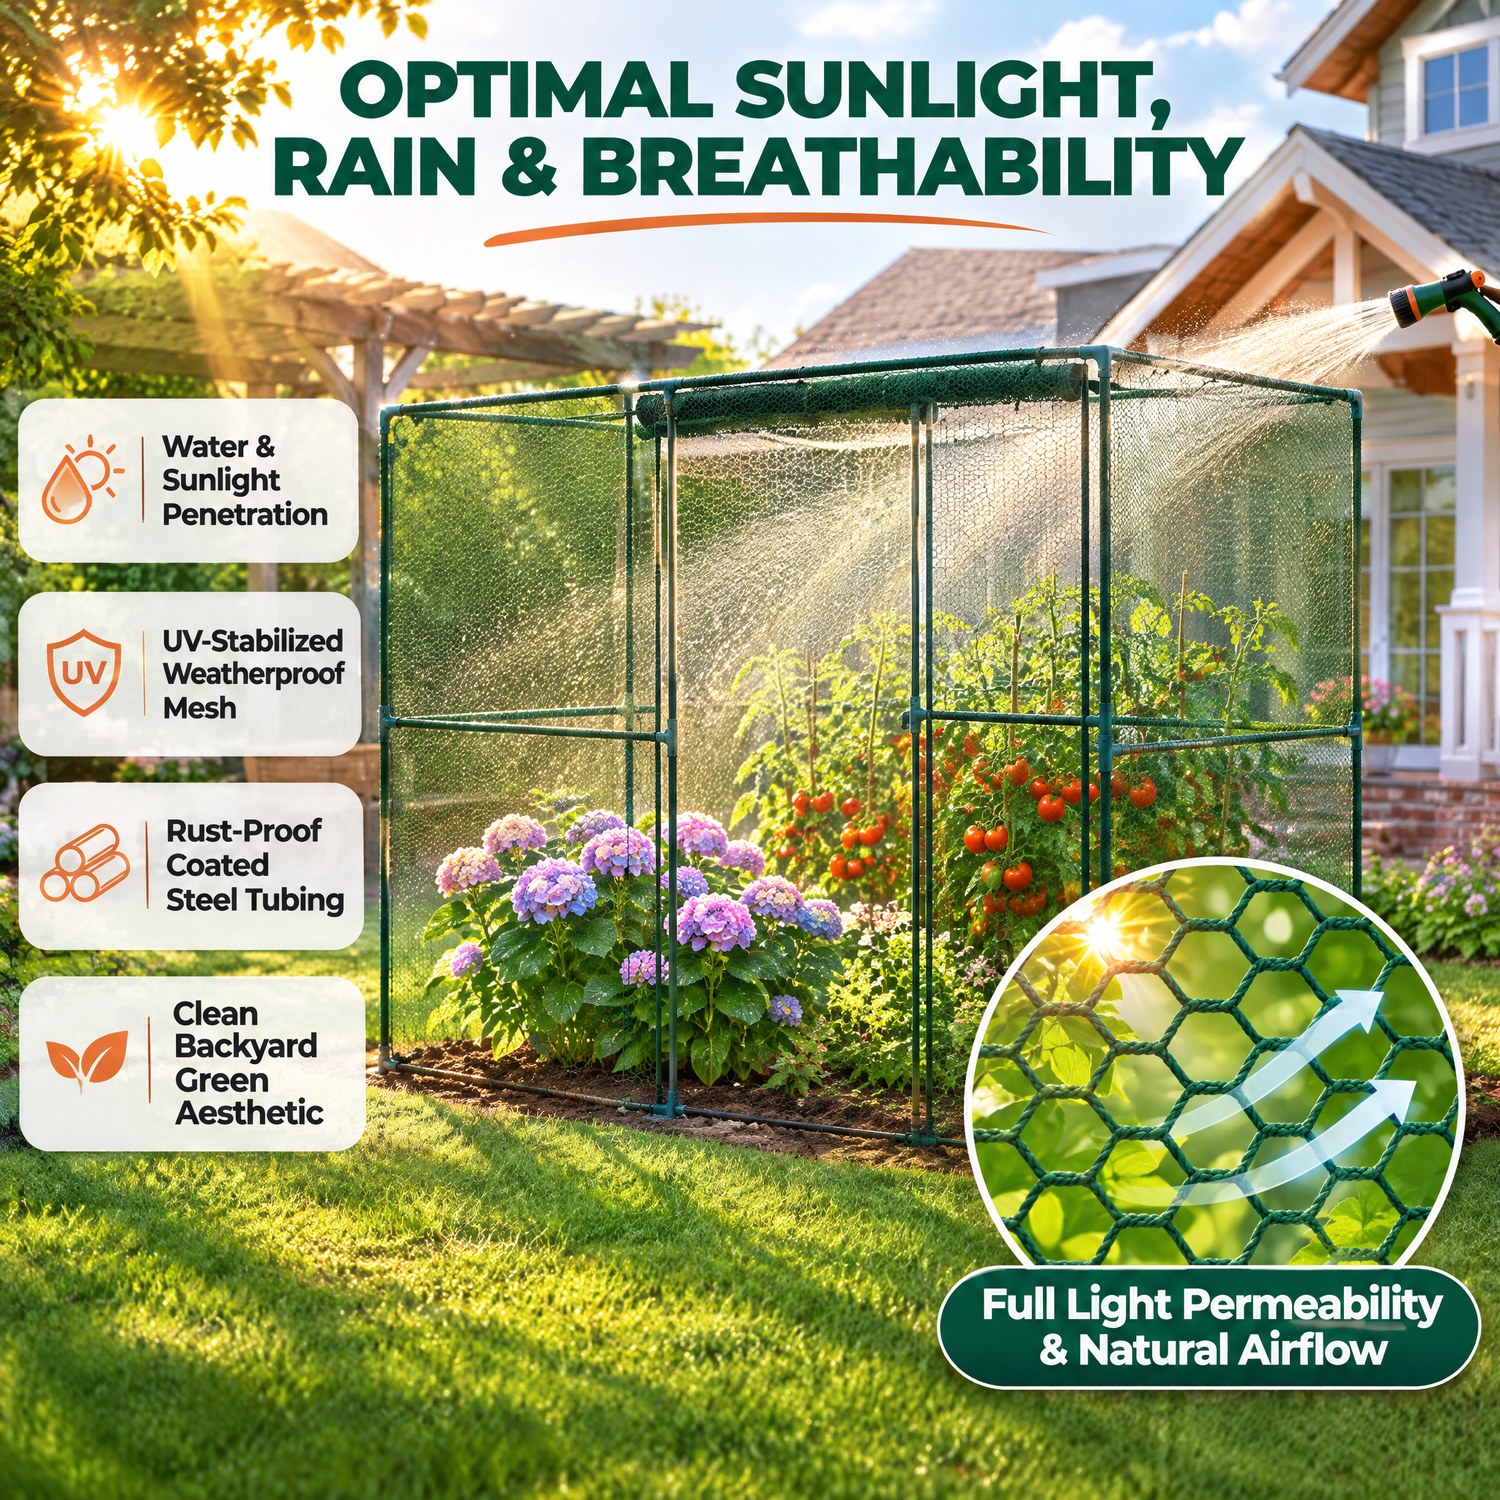 OPTIMAL SUNLIGHT,
RAIN & BREATHABILITY
Water &
Sunlight
Penetration
UV
UV-Stabilized
Weatherproof
Mesh
Rust-Proof
Coated
Steel Tubing
Clean
Backyard
Green
Aesthetic
Full Light Permeability
& Natural Airflow